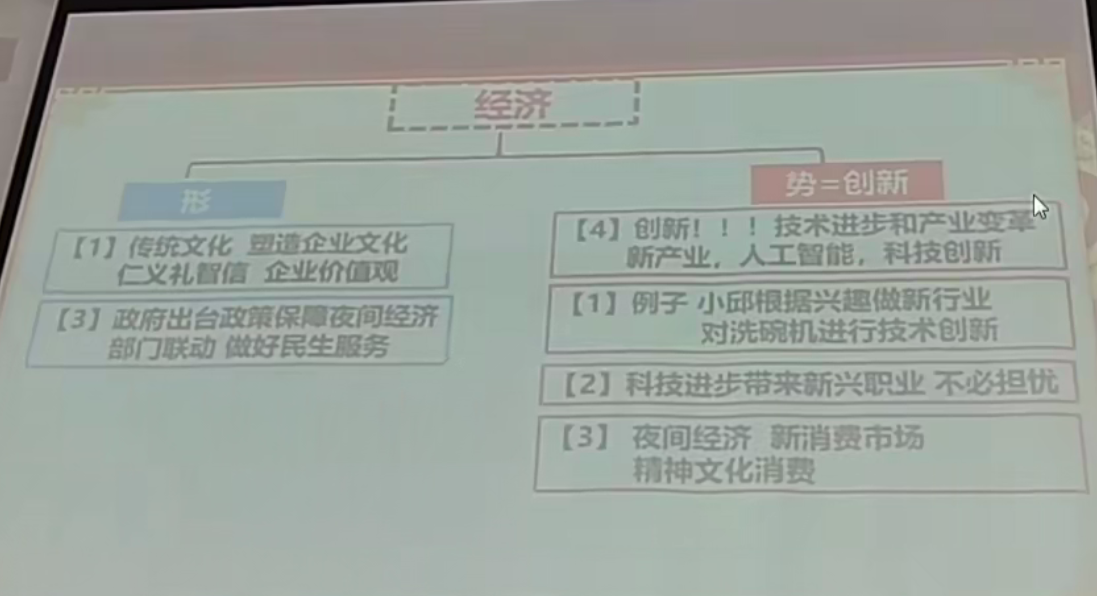 经济
形
【1】传统文化 塑造企业文化
仁义礼智信 企业价值观
【3】政府出台政策保障夜间经济
部门联动 做好民生服务
势=创新
【4】创新！！！技术进步和产业变革
新产业，人工智能，科技创新
【1】例子 小邱根据兴趣做新行业
对洗碗机进行技术创新
【2】科技进步带来新兴职业 不必担忧
【3】 夜间经济 新消费市场
精神文化消费